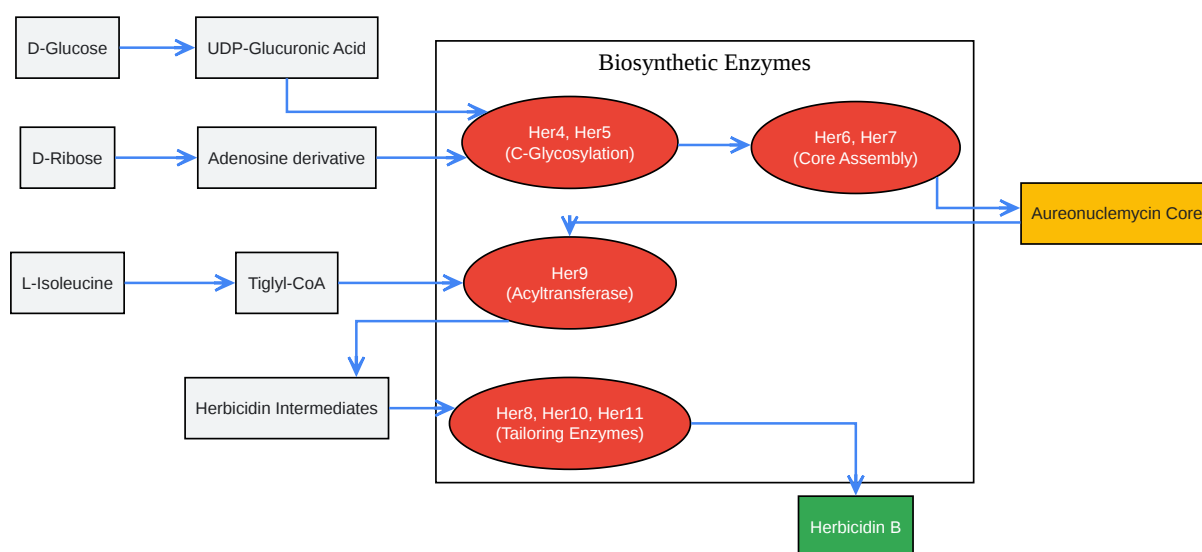 D-Glucose
UDP-Glucuronic Acid
Biosynthetic Enzymes
D-Ribose
Adenosine derivative
Her4, Her5
(C-Glycosylation)
Her6, Her7
(Core Assembly)
Aureonuclemycin Core
L-Isoleucine
Tiglyl-CoA
Her9
(Acyltransferase)
Herbicidin Intermediates
Her8, Her10, Her11
(Tailoring Enzymes)
Herbicidin B